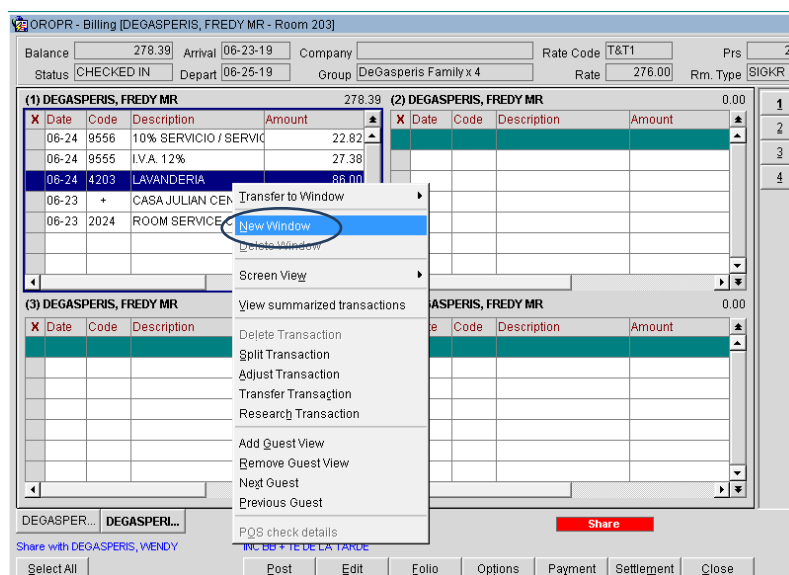 OROPR - Billing [DEGASPERIS, FREDY MR - Room 203]
Balance 278.39 Arrival 06-23-19 Company Rate Code T&T1 Prs 2
Status CHECKED IN Depart 06-25-19 Group DeGasperis Family x 4 Rate 276.00 Rm. Type SIGKR
(1) DEGASPERIS, FREDY MR 278.39 (2) DEGASPERIS, FREDY MR 0.00 1
X Date Code Description Amount X Date Code Description Amount
06-24 9556 10% SERVICIO / SERVIC 22.82 2
06-24 9555 I.V.A. 12% 27.38 3
06-24 4203 LAVANDERIA 86.00 4
06-23 + CASA JULIAN CEN
06-23 2024 ROOM SERVICE C
Transfer to Window
New Window
Delete Window
Screen View
View summarized transactions
Delete Transaction
Split Transaction
Adjust Transaction
Transfer Transaction
Research Transaction
Add Guest View
Remove Guest View
Next Guest
Previous Guest
POS check details
(3) DEGASPERIS, FREDY MR GASPERIS, FREDY MR 0.00
X Date Code Description Code Description Amount
DEGASPER... DEGASPERI... Share
Share with DEGASPERIS, WENDY INC BB + TE DE LA TARDE
Select All Post Edit Folio Options Payment Settlement Close